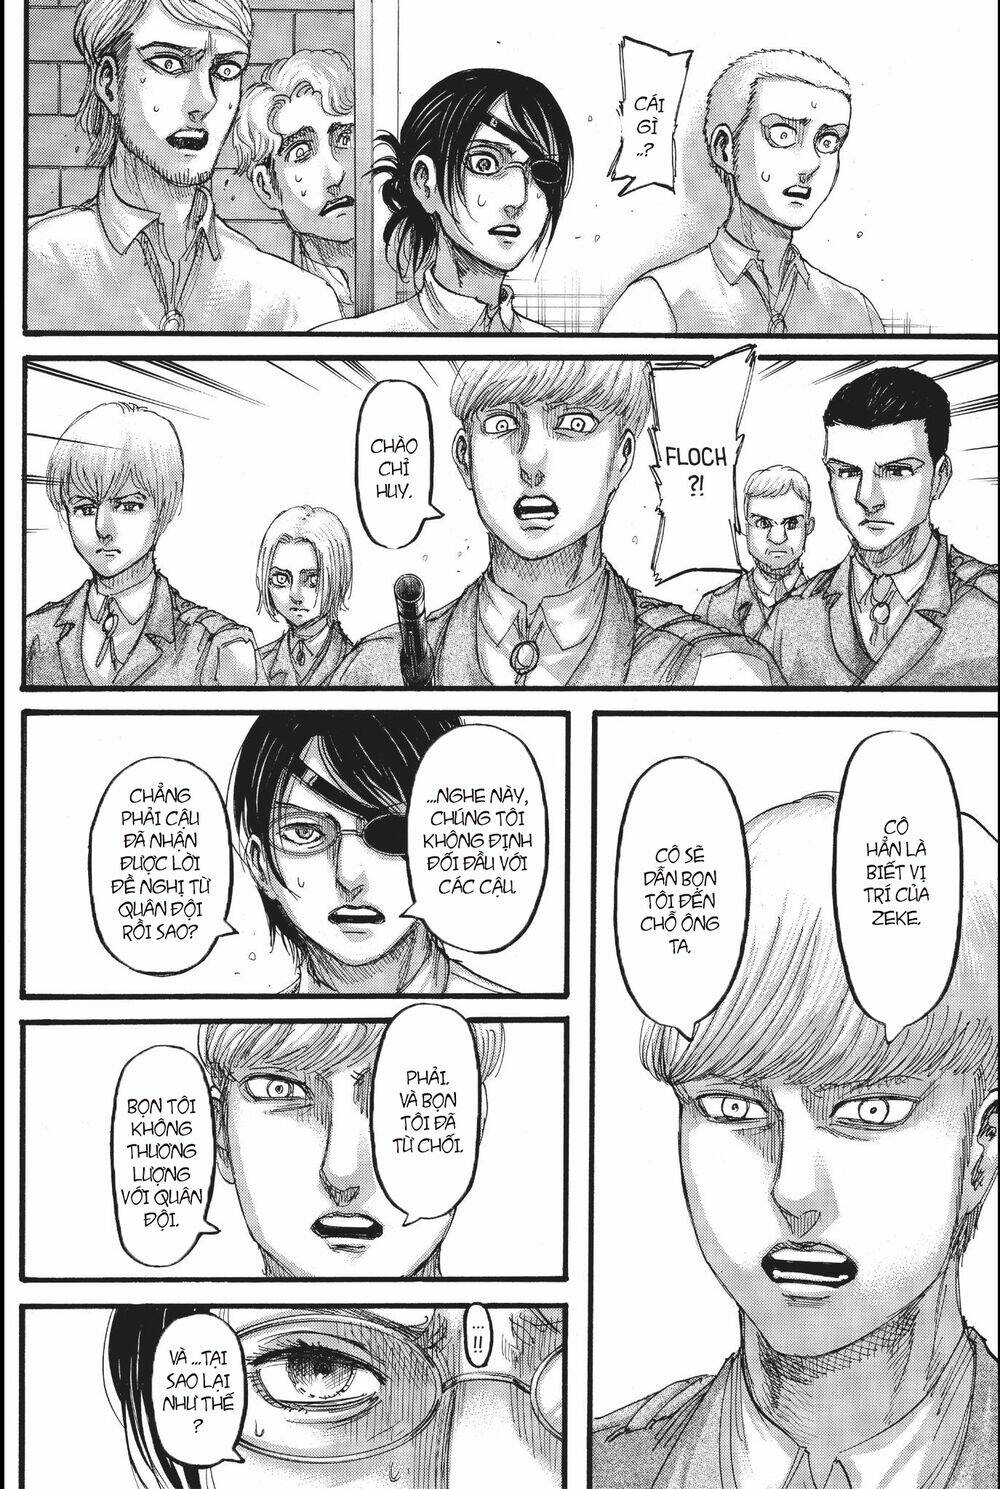 CÁI
GÌ
..?
FLOCH
?!
CHÀO
CHỈ
HUY.
CÔ
HẲN LÀ
BIẾT VỊ
TRÍ CỦA
ZEKE.
CÔ SẼ
DẪN BỌN
TÔI ĐẾN
CHỖ ÔNG
TA.
...NGHE NÀY,
CHÚNG TÔI
KHÔNG ĐỊNH
ĐỐI ĐẦU VỚI
CÁC CẬU.
CHẲNG
PHẢI CẬU
ĐÃ NHẬN
ĐƯỢC LỜI
ĐỀ NGHỊ TỪ
QUÂN ĐỘI
RỒI SAO?
PHẢI.
VÀ BỌN
TÔI ĐÃ
TỪ CHỐI.
BỌN TÔI
KHÔNG
THƯƠNG
LƯỢNG
VỚI QUÂN
ĐỘI.
...
!!
VÀ ...TẠI
SAO LẠI
NHƯ THẾ
?